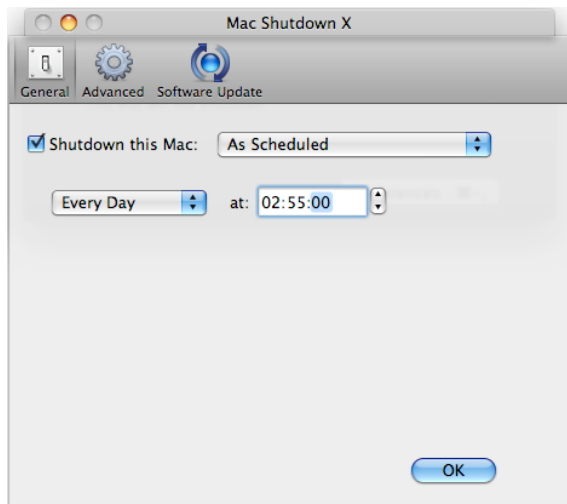 Mac Shutdown X
General Advanced Software Update
Shutdown this Mac: As Scheduled
Every Day at: 02:55:00
OK